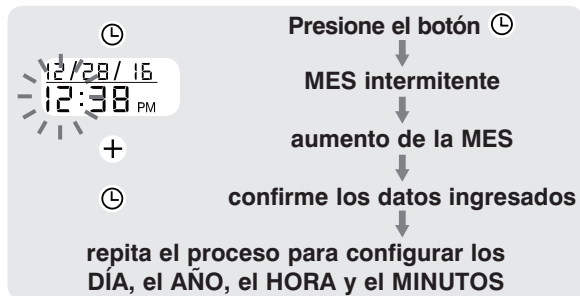 Presione el botón
12/28/16
12:38 PM
MES intermitente
+
aumento de la MES
confirme los datos ingresados
repita el proceso para configurar los
DÍA, el AÑO, el HORA y el MINUTOS